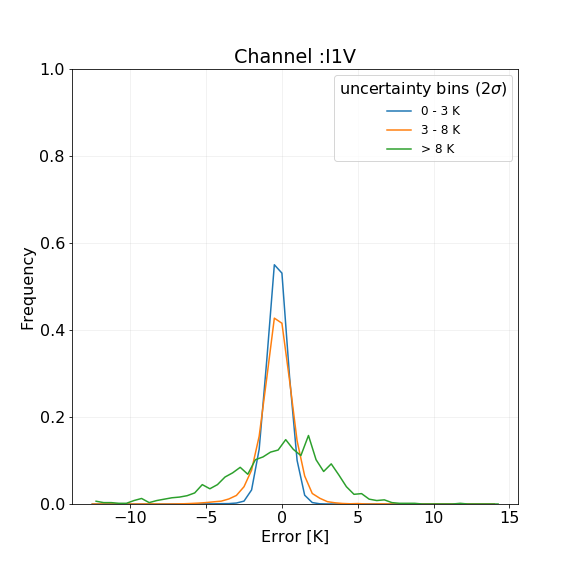 Channel :I1V
uncertainty bins (2σ)
0 - 3 K
3 - 8 K
> 8 K
1.0
0.8
0.6
0.4
0.2
0.0
Frequency
−10
−5
0
5
10
15
Error [K]